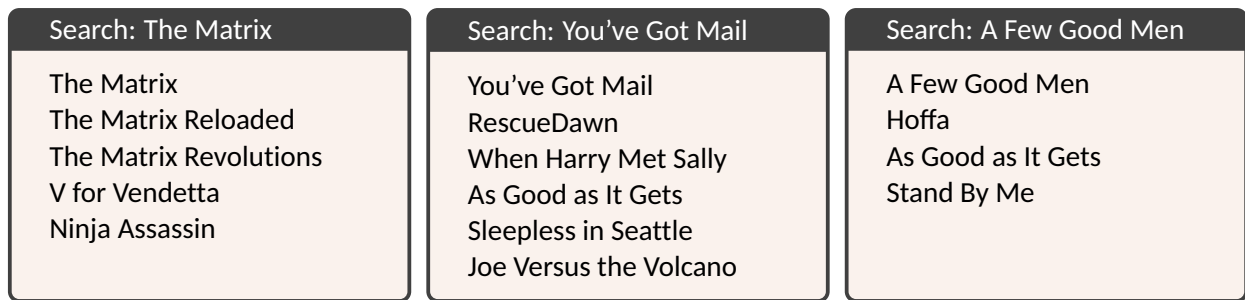 Search: The Matrix
The Matrix
The Matrix Reloaded
The Matrix Revolutions
V for Vendetta
Ninja Assassin
Search: You’ve Got Mail
You’ve Got Mail
RescueDawn
When Harry Met Sally
As Good as It Gets
Sleepless in Seattle
Joe Versus the Volcano
Search: A Few Good Men
A Few Good Men
Hoffa
As Good as It Gets
Stand By Me